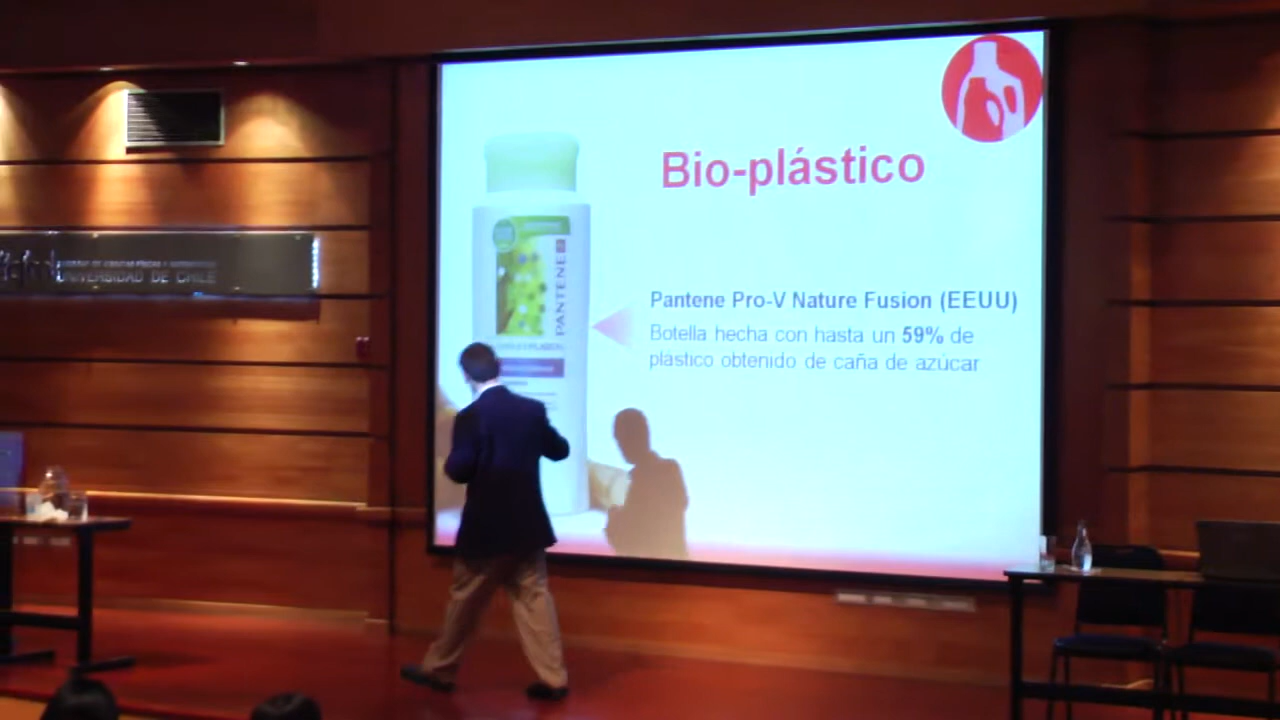 Bio-plástico
PANTENE
Pantene Pro-V Nature Fusion (EEUU)
Botella hecha con hasta un 59% de
plástico obtenido de caña de azúcar
UNIVERSIDAD DE CHILE